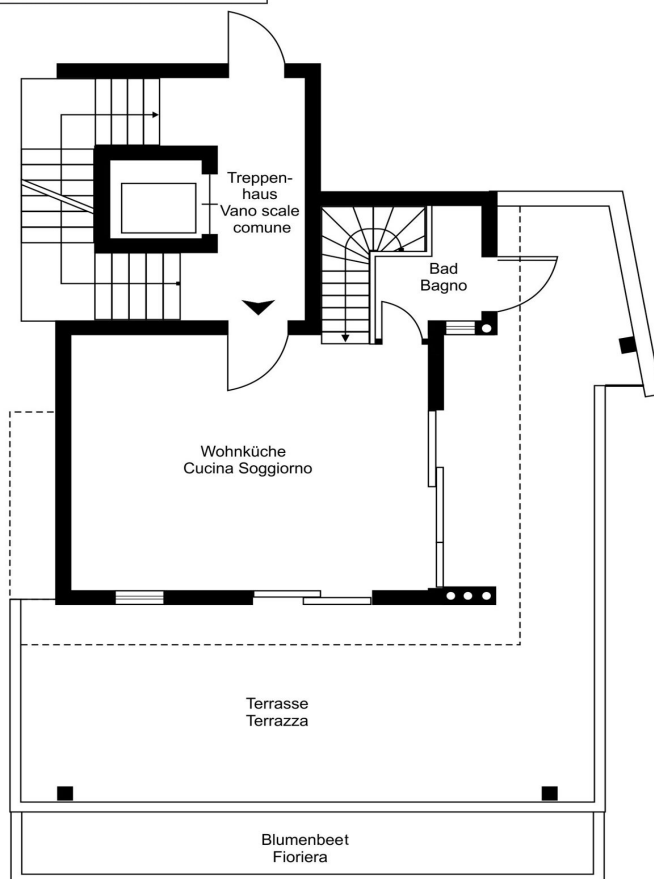 Treppen-
haus
Vano scale
comune
Bad
Bagno
Wohnküche
Cucina Soggiorno
Terrasse
Terrazza
Blumenbeet
Fioriera